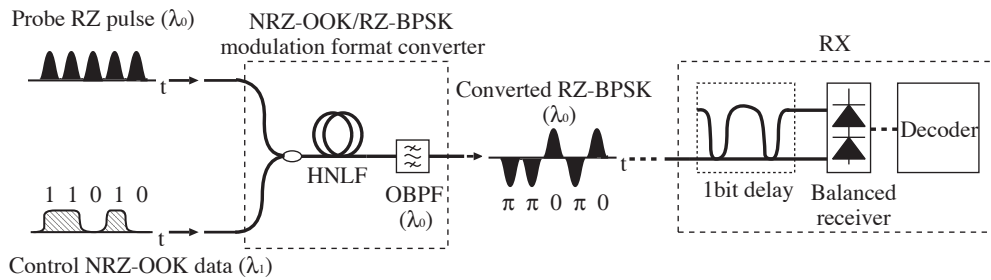 Probe RZ pulse (λ0)
t
NRZ-OOK/RZ-BPSK
modulation format converter
HNLF
OBPF
(λ0)
1 1 0 1 0
t
Control NRZ-OOK data (λ1)
Converted RZ-BPSK
(λ0)
t
π π 0 π 0
RX
1bit delay
Balanced
receiver
Decoder